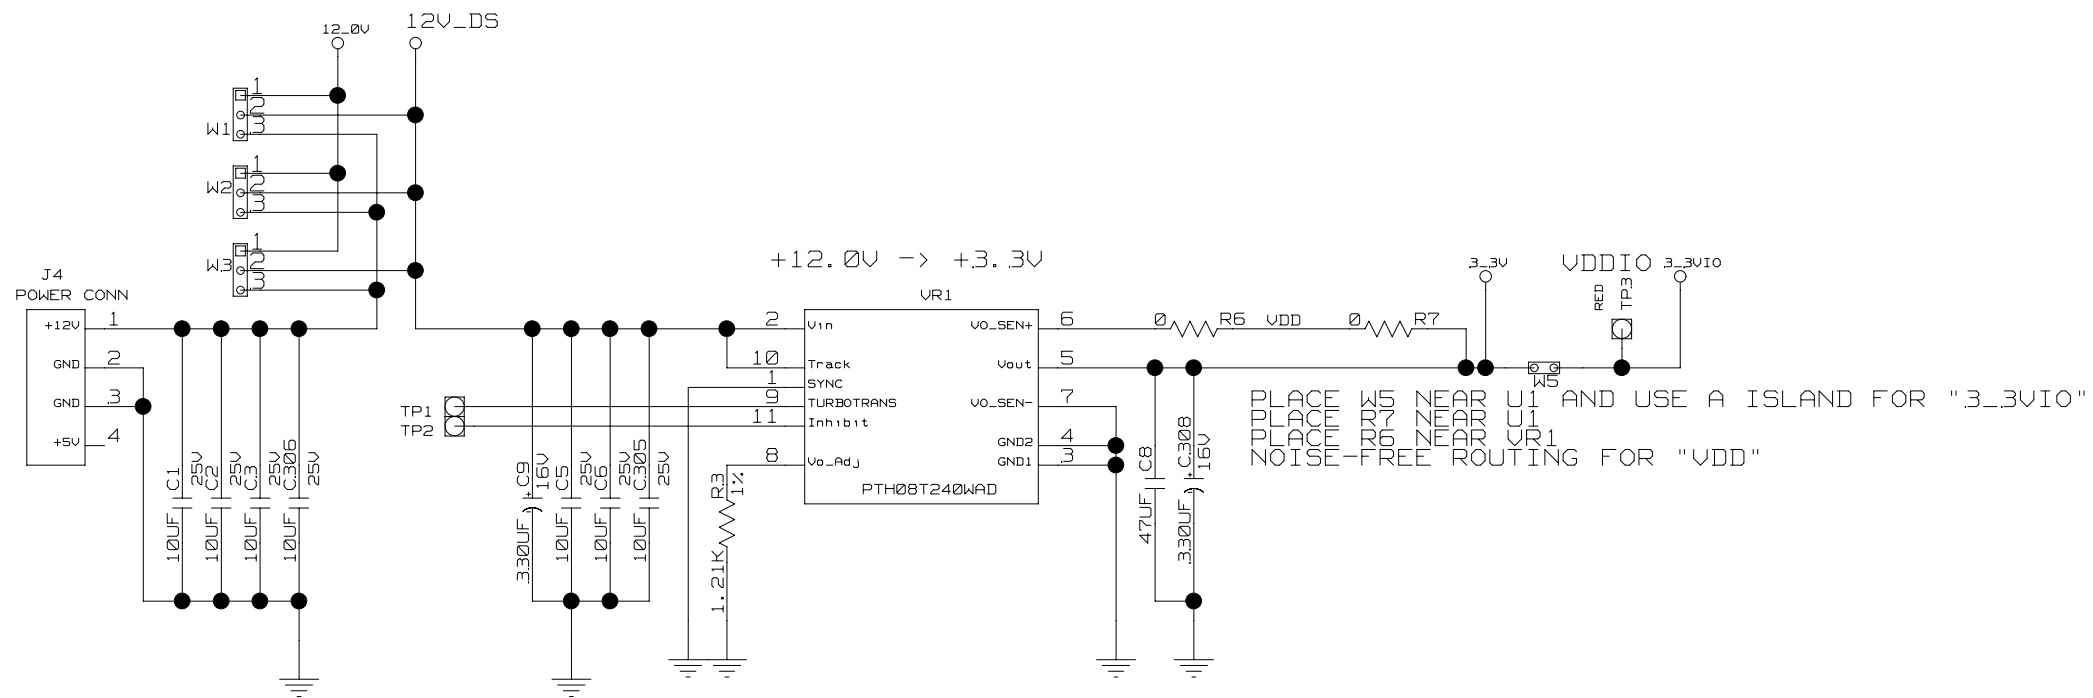 12_0V
12V_DS
1
2
3
W1
1
2
3
W2
1
2
3
W3
J4
POWER CONN
+12V 1
GND 2
GND 3
+5V 4
C1
25V
10UF
C2
25V
10UF
C3
25V
10UF
C306
25V
10UF
TP1
TP2
C9
16V
+
330UF
C5
25V
10UF
C6
25V
10UF
C305
25V
10UF
R3
1%
1.21K
+12.0V -> +3.3V
VR1
2 Vin
10 Track
1 SYNC
9 TURBOTRANS
11 Inhibit
8 Vo_Adj
VO_SEN+ 6
Vout 5
VO_SEN- 7
GND2 4
GND1 3
PTH08T240WAD
0 R6 VDD 0 R7
C8
47UF
C308
16V
+
330UF
3_3V
VDDIO
3_3VIO
RED
TP3
W5
PLACE W5 NEAR U1 AND USE A ISLAND FOR "3_3VIO"
PLACE R7 NEAR U1
PLACE R6 NEAR VR1
NOISE-FREE ROUTING FOR "VDD"